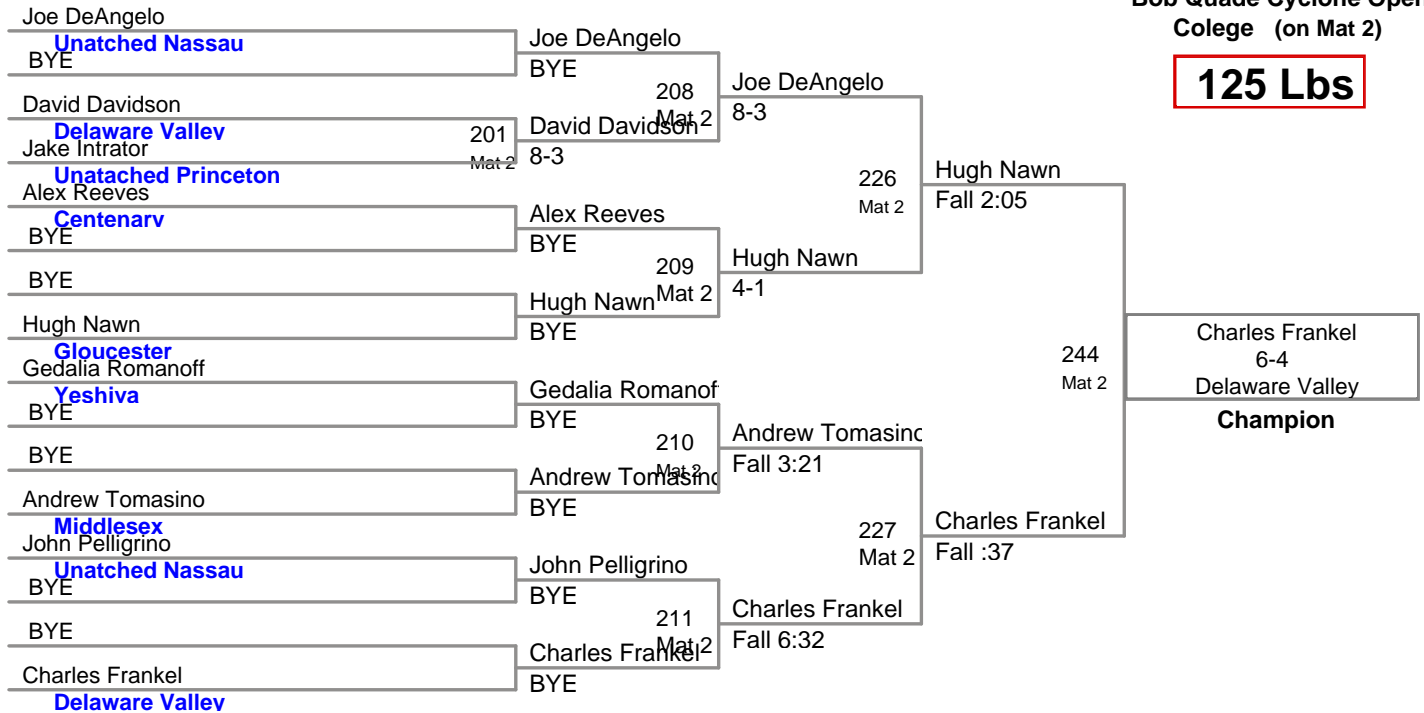 Bob Quade Cyclone Open
Colege (on Mat 2)
125 Lbs
Joe DeAngelo
Unatched Nassau
BYE
David Davidson
Delaware Valley
Jake Intrator
Unatached Princeton
Alex Reeves
Centenary
BYE
BYE
Hugh Nawn
Gloucester
Gedalia Romanoff
Yeshiva
BYE
BYE
Andrew Tomasino
Middlesex
John Pelligrino
Unatched Nassau
BYE
BYE
Charles Frankel
Delaware Valley
201
Mat 2
Joe DeAngelo
BYE
David Davidson
8-3
Alex Reeves
BYE
Hugh Nawn
BYE
Gedalia Romanof
BYE
Andrew Tomasino
BYE
John Pelligrino
BYE
Charles Frankel
BYE
208
Mat 2
209
Mat 2
210
Mat 2
211
Mat 2
Joe DeAngelo
8-3
Hugh Nawn
4-1
Andrew Tomasino
Fall 3:21
Charles Frankel
Fall 6:32
226
Mat 2
227
Mat 2
Hugh Nawn
Fall 2:05
Charles Frankel
Fall :37
244
Mat 2
Charles Frankel
6-4
Delaware Valley
Champion